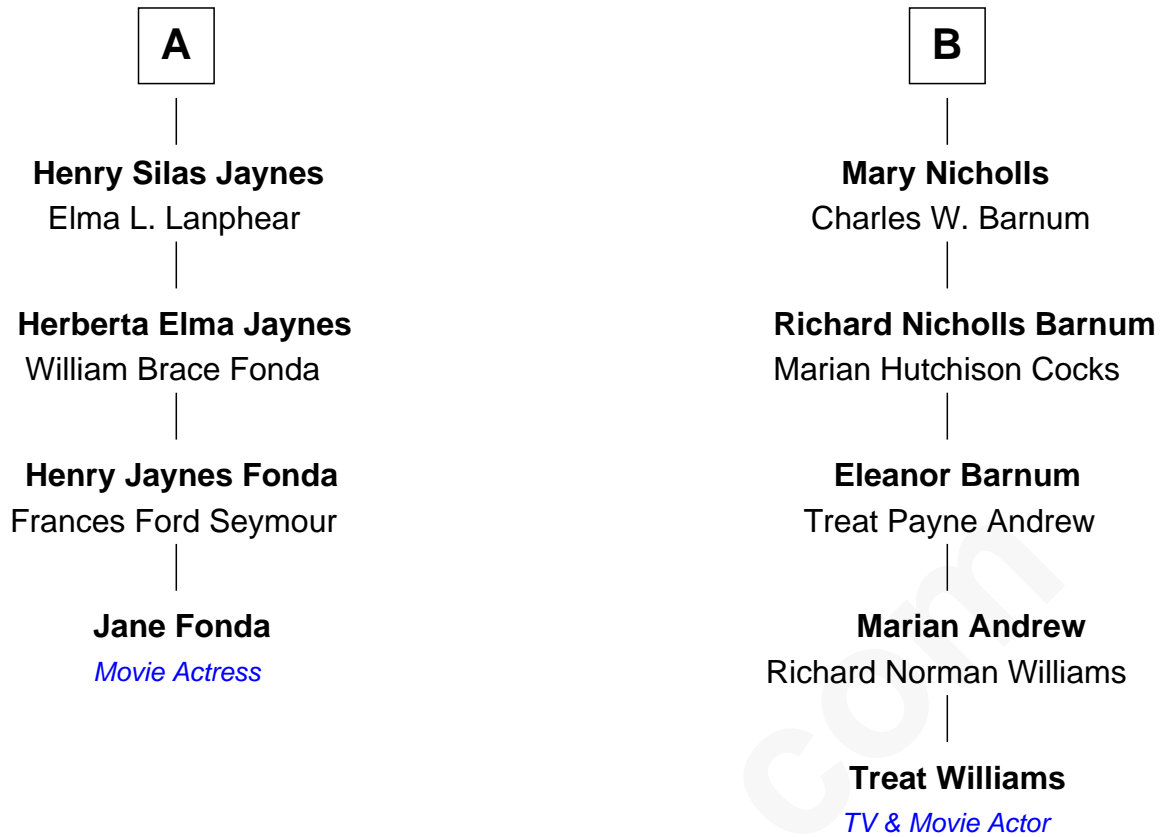 A
Henry Silas Jaynes
Elma L. Lanphear
Herberta Elma Jaynes
William Brace Fonda
Henry Jaynes Fonda
Frances Ford Seymour
Jane Fonda
Movie Actress
B
Mary Nicholls
Charles W. Barnum
Richard Nicholls Barnum
Marian Hutchison Cocks
Eleanor Barnum
Treat Payne Andrew
Marian Andrew
Richard Norman Williams
Treat Williams
TV & Movie Actor
com